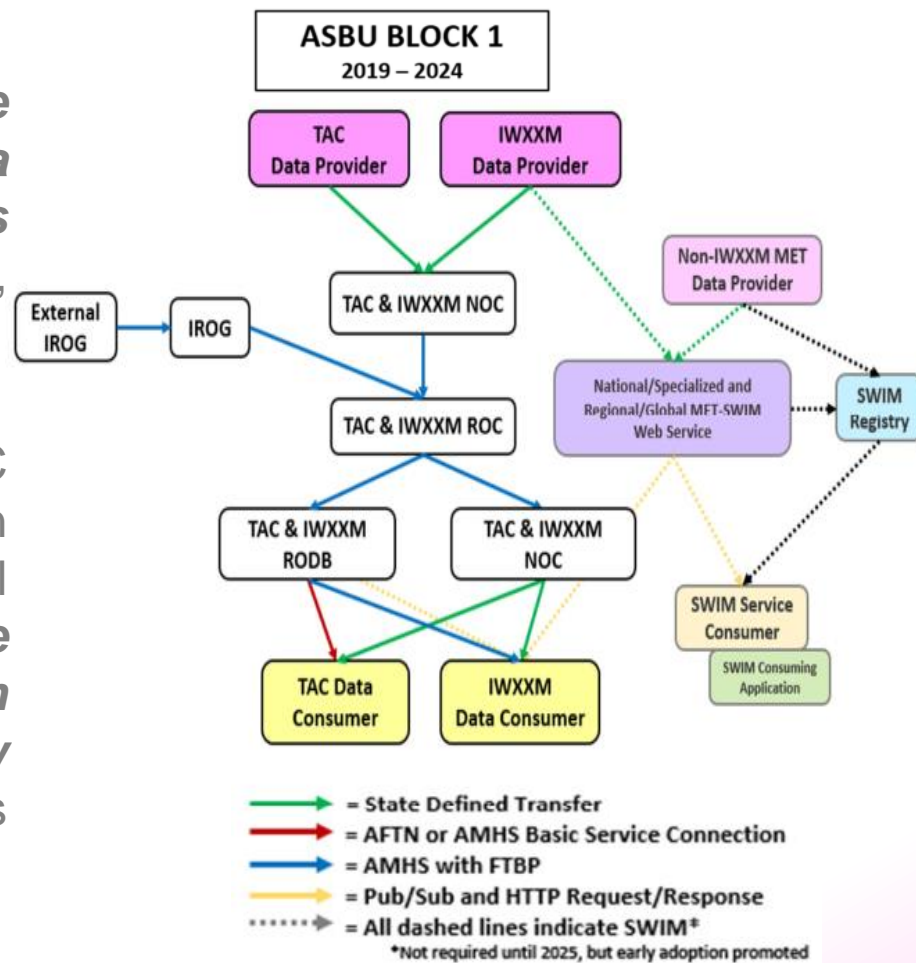 ASBU BLOCK 1
2019 – 2024
e
a
s
,
C
n
l
e
n
y
s
TAC
Data Provider
IWXXM
Data Provider
Non-IWXXM MET
Data Provider
External
IROG
IROG
TAC & IWXXM NOC
National/Specialized and
Regional/Global MET-SWIM
Web Service
SWIM
Registry
TAC & IWXXM ROC
TAC & IWXXM
RODB
TAC & IWXXM
NOC
SWIM Service
Consumer
SWIM Consuming
Application
TAC Data
Consumer
IWXXM
Data Consumer
= State Defined Transfer
= AFTN or AMHS Basic Service Connection
= AMHS with FTBP
= Pub/Sub and HTTP Request/Response
= All dashed lines indicate SWIM*
*Not required until 2025, but early adoption promoted